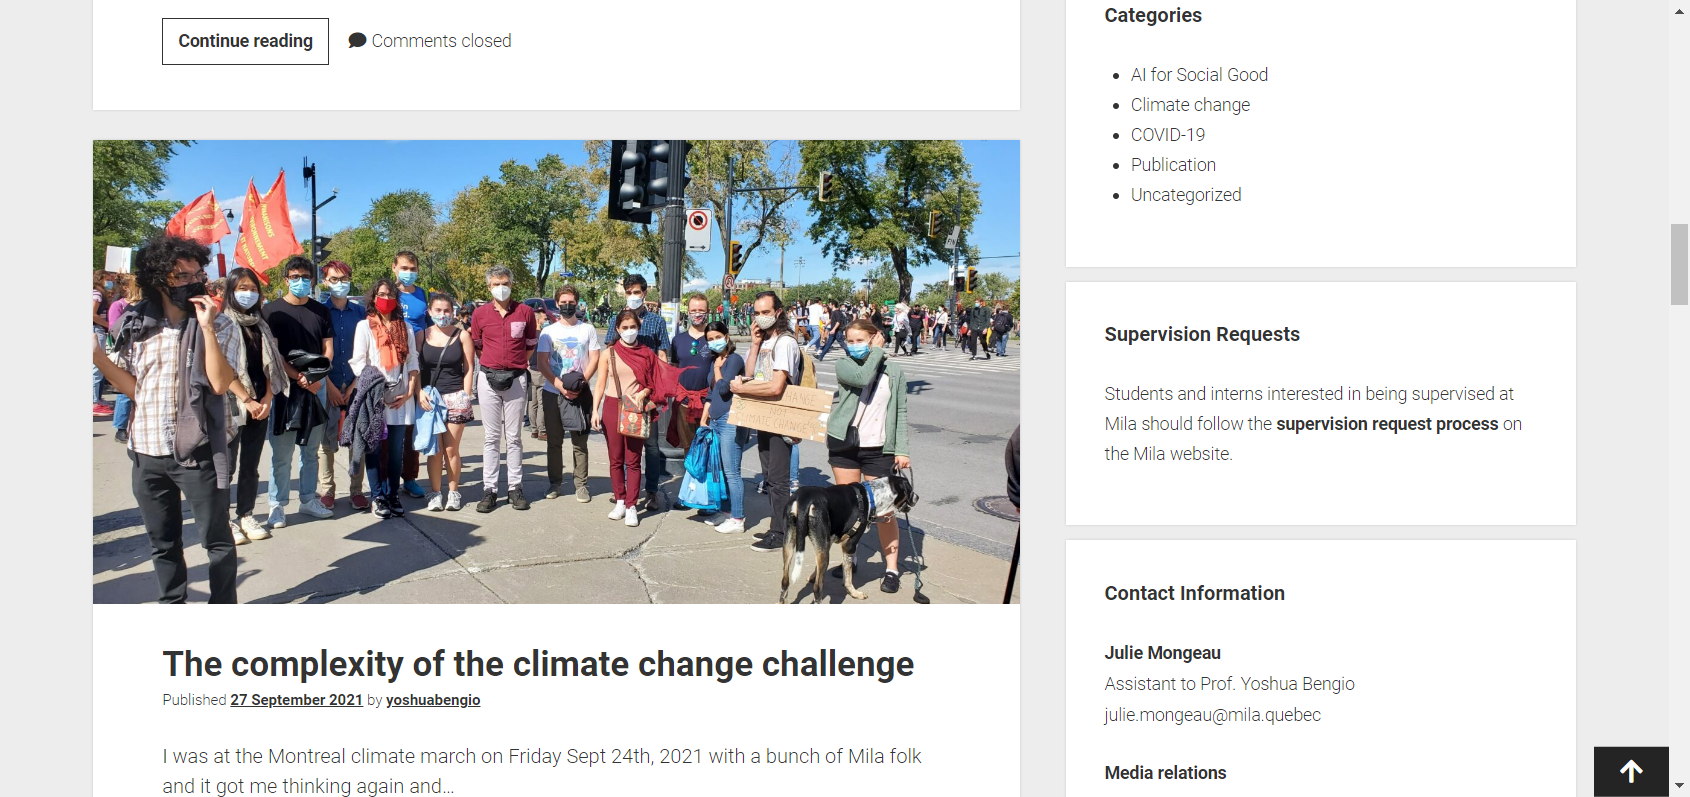 Continue reading
Comments closed
CHANGE
NOT
CLIMATE CHANGE
The complexity of the climate change challenge
Published 27 September 2021 by yoshuabengio
I was at the Montreal climate march on Friday Sept 24th, 2021 with a bunch of Mila folk
and it got me thinking again and...
Categories
AI for Social Good
Climate change
COVID-19
Publication
Uncategorized
Supervision Requests
Students and interns interested in being supervised at
Mila should follow the supervision request process on
the Mila website.
Contact Information
Julie Mongeau
Assistant to Prof. Yoshua Bengio
julie.mongeau@mila.quebec
Media relations